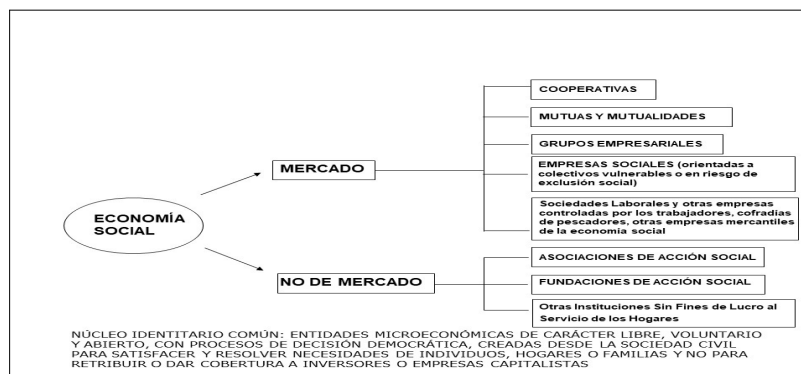 COOPERATIVAS
MUTUAS Y MUTUALIDADES
GRUPOS EMPRESARIALES
MERCADO
EMPRESAS SOCIALES (orientadas a
colectivos vulnerables o en riesgo de
exclusión social)
Sociedades Laborales y otras empresas
controladas por los trabajadores, cofradías
de pescadores, otras empresas mercantiles
de la economía social
ECONOMÍA
SOCIAL
ASOCIACIONES DE ACCIÓN SOCIAL
NO DE MERCADO
FUNDACIONES DE ACCIÓN SOCIAL
Otras Instituciones Sin Fines de Lucro al
Servicio de los Hogares
NÚCLEO IDENTITARIO COMÚN: ENTIDADES MICROECONÓMICAS DE CARÁCTER LIBRE, VOLUNTARIO
Y ABIERTO, CON PROCESOS DE DECISIÓN DEMOCRÁTICA, CREADAS DESDE LA SOCIEDAD CIVIL
PARA SATISFACER Y RESOLVER NECESIDADES DE INDIVIDUOS, HOGARES O FAMILIAS Y NO PARA
RETRIBUIR O DAR COBERTURA A INVERSORES O EMPRESAS CAPITALISTAS